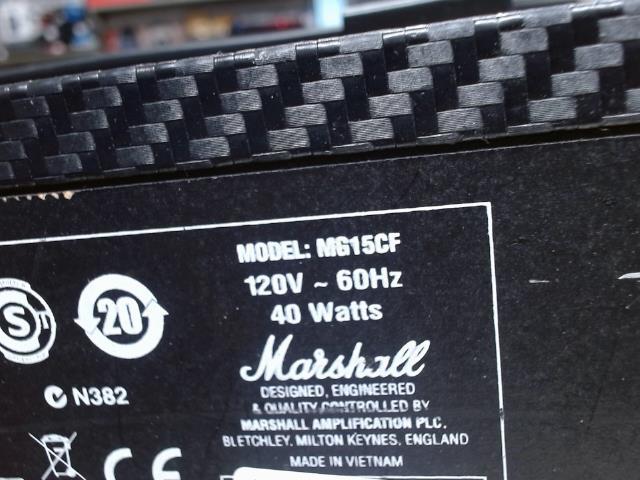 MODEL: MG15CF
120V ~ 60Hz
40 Watts
S
20
N382
Marshall
DESIGNED, ENGINEERED
& QUALITY CONTROLLED BY
MARSHALL AMPLIFICATION PLC,
BLETCHLEY, MILTON KEYNES, ENGLAND
MADE IN VIETNAM
CE